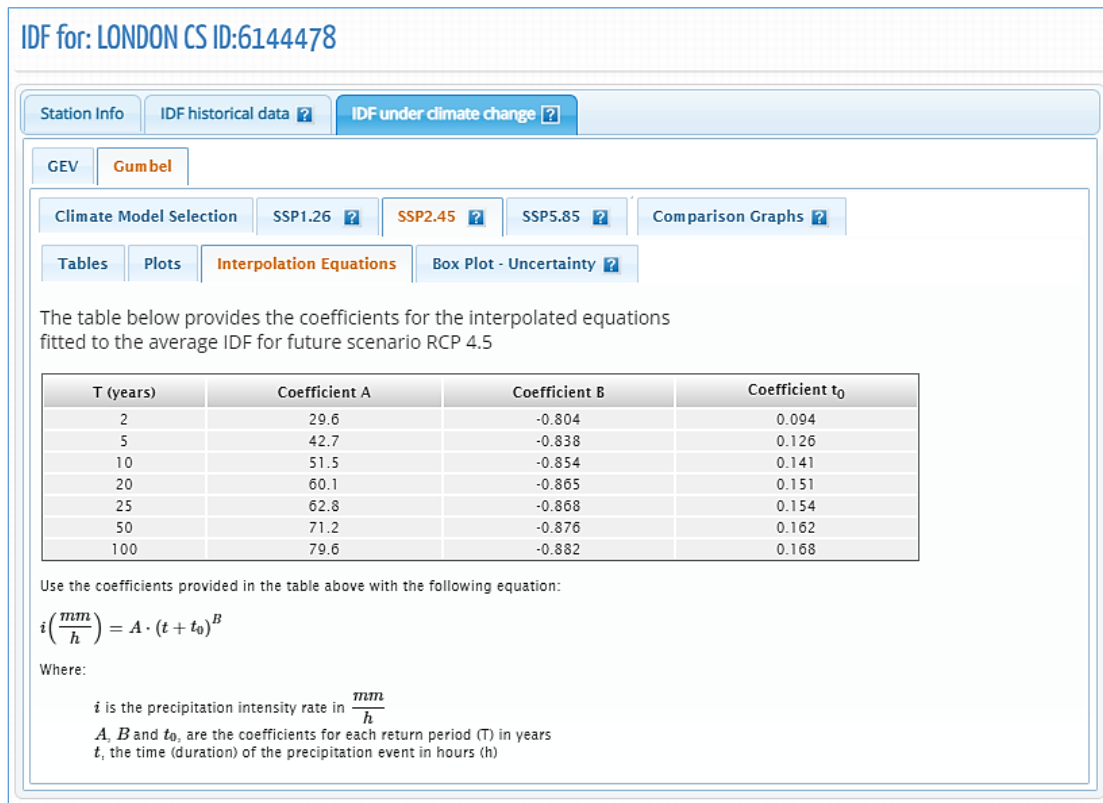 IDF for: LONDON CS ID:6144478
Station Info IDF historical data ? IDF under climate change ?
GEV Gumbel
Climate Model Selection SSP1.26 ? SSP2.45 ? SSP5.85 ? Comparison Graphs ?
Tables Plots Interpolation Equations Box Plot - Uncertainty ?
The table below provides the coefficients for the interpolated equations
fitted to the average IDF for future scenario RCP 4.5
T (years) Coefficient A Coefficient B Coefficient t₀
2 29.6 -0.804 0.094
5 42.7 -0.838 0.126
10 51.5 -0.854 0.141
20 60.1 -0.865 0.151
25 62.8 -0.868 0.154
50 71.2 -0.876 0.162
100 79.6 -0.882 0.168
Use the coefficients provided in the table above with the following equation:
i(mm/h) = A · (t + t₀)^B
Where:
i is the precipitation intensity rate in mm/h
A, B and t₀, are the coefficients for each return period (T) in years
t, the time (duration) of the precipitation event in hours (h)